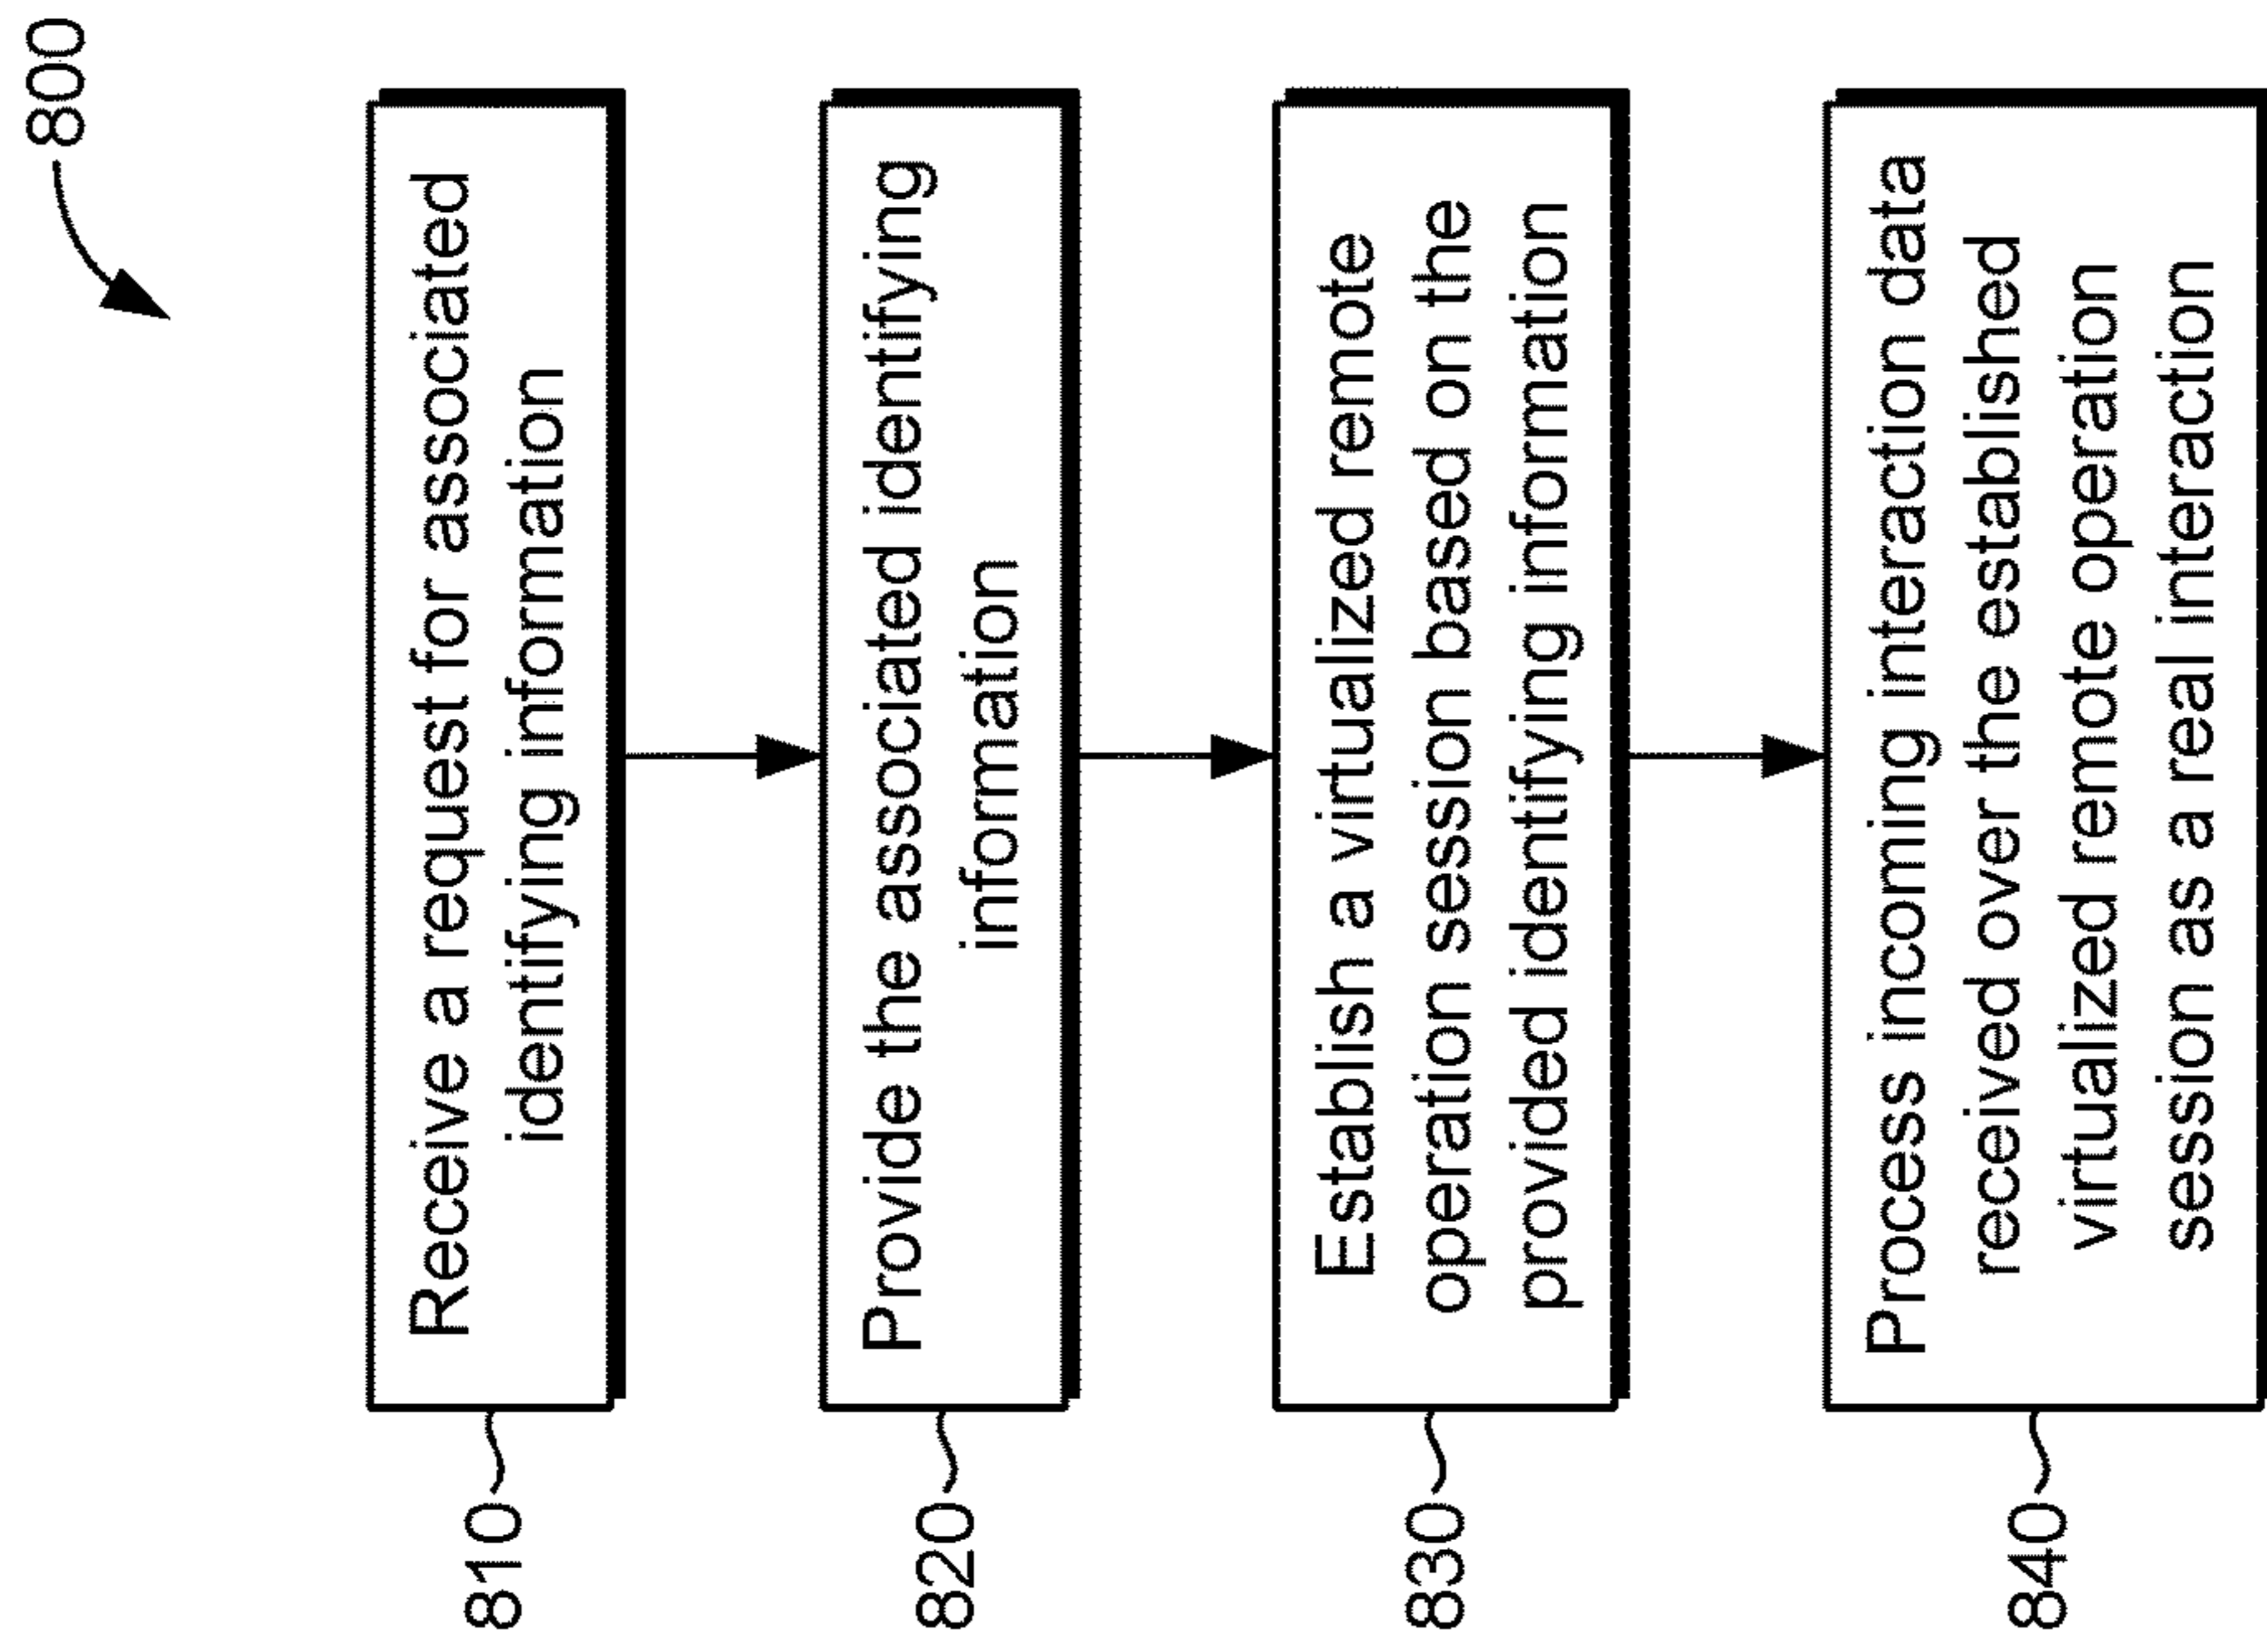 800
810
Receive a request for associated
identifying information
820
Provide the associated identifying
information
830
Establish a virtualized remote
operation session based on the
provided identifying information
840
Process incoming interaction data
received over the established
virtualized remote operation
session as a real interaction